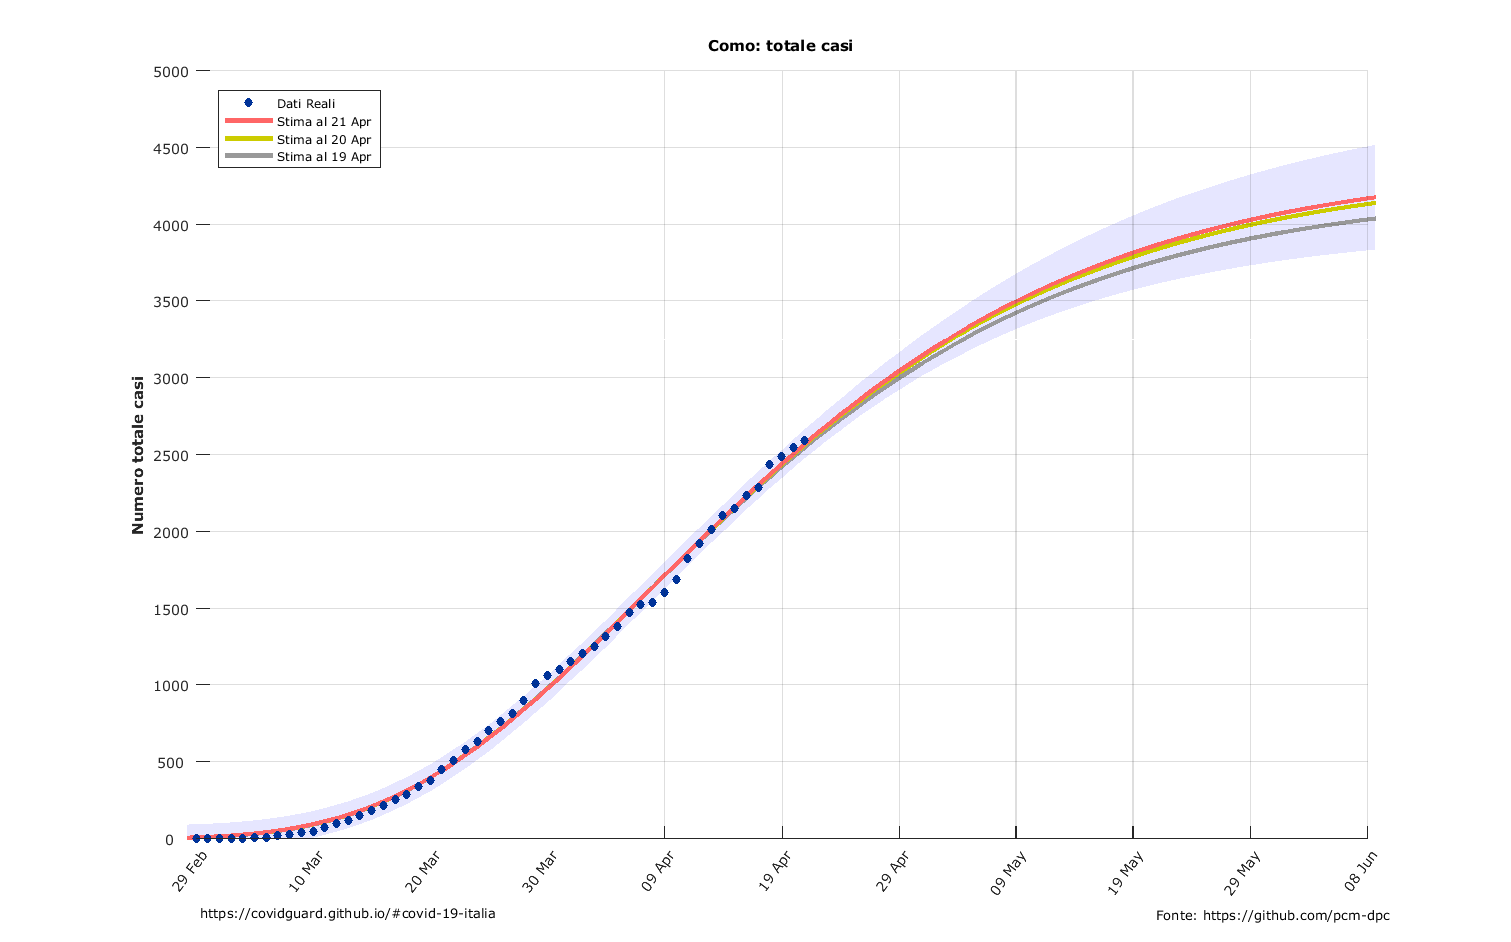 Como: totale casi
5000
4500
4000
3500
3000
2500
2000
1500
1000
500
0
Numero totale casi
Dati Reali
Stima al 21 Apr
Stima al 20 Apr
Stima al 19 Apr
29 Feb
10 Mar
20 Mar
30 Mar
09 Apr
19 Apr
29 Apr
09 May
19 May
29 May
08 Jun
https://covidguard.github.io/#covid-19-italia
Fonte: https://github.com/pcm-dpc